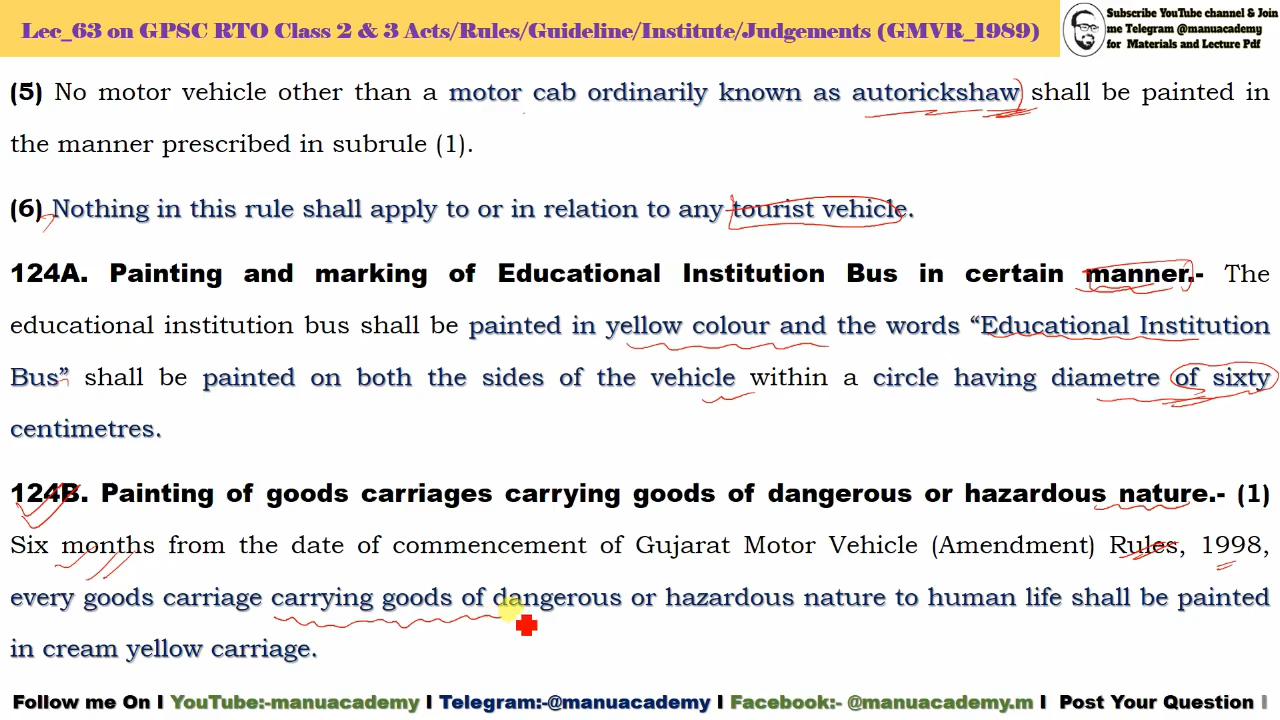 Lec_63 on GPSC RTO Class 2 & 3 Acts/Rules/Guideline/Institute/Judgements (GMVR_1989)
Subscribe YouTube channel & Join
me Telegram @manuacademy
for Materials and Lecture Pdf
(5) No motor vehicle other than a motor cab ordinarily known as autorickshaw shall be painted in
the manner prescribed in subrule (1).
(6) Nothing in this rule shall apply to or in relation to any tourist vehicle.
124A. Painting and marking of Educational Institution Bus in certain manner.- The
educational institution bus shall be painted in yellow colour and the words “Educational Institution
Bus” shall be painted on both the sides of the vehicle within a circle having diametre of sixty
centimetres.
124B. Painting of goods carriages carrying goods of dangerous or hazardous nature.- (1)
Six months from the date of commencement of Gujarat Motor Vehicle (Amendment) Rules, 1998,
every goods carriage carrying goods of dangerous or hazardous nature to human life shall be painted
in cream yellow carriage.
Follow me On I YouTube:-manuacademy I Telegram:-@manuacademy I Facebook:- @manuacademy.m I Post Your Question I